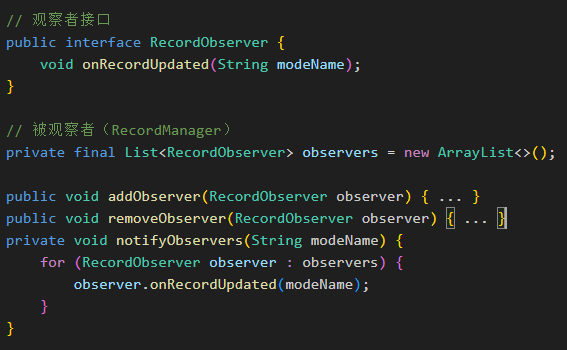 // 观察者接口
public interface RecordObserver {
    void onRecordUpdated(String modeName);
}

// 被观察者（RecordManager）
private final List<RecordObserver> observers = new ArrayList<>();

public void addObserver(RecordObserver observer) { ... }
public void removeObserver(RecordObserver observer) { ... }
private void notifyObservers(String modeName) {
    for (RecordObserver observer : observers) {
        observer.onRecordUpdated(modeName);
    }
}